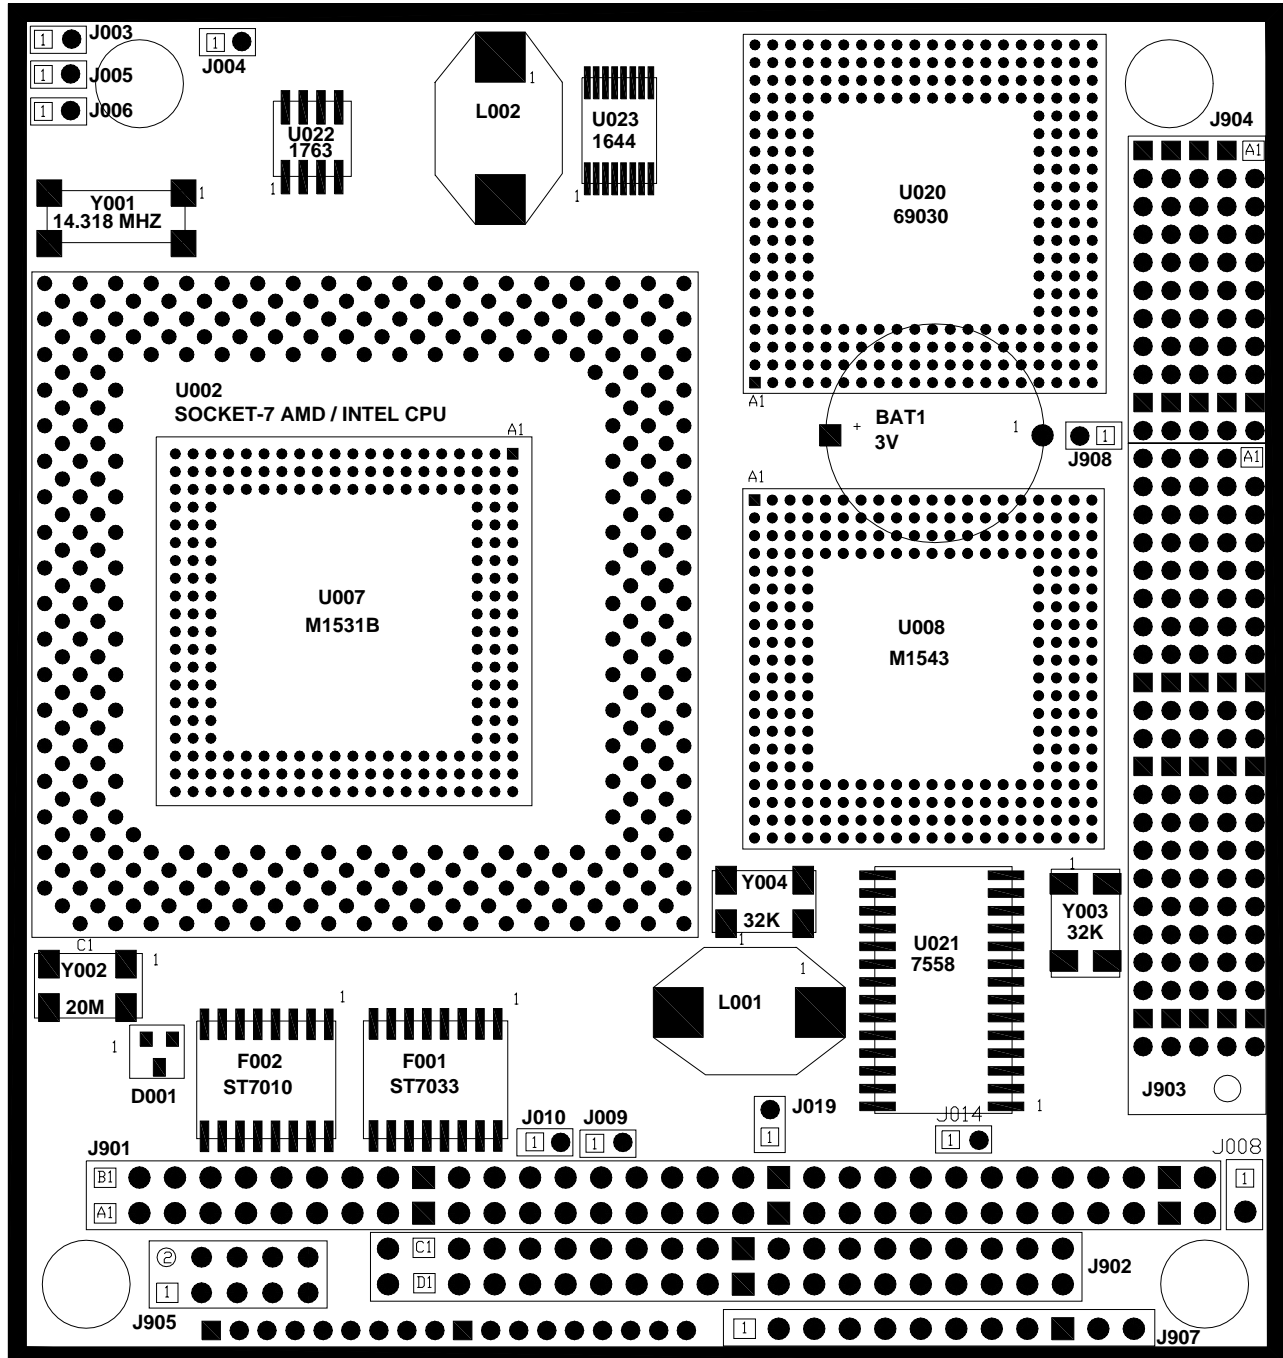 1 J003
1 J004
1 J005
1 J006
U022
1763
1
L002
1
U023
1644
1
U020
69030
A1
J904
A1
Y001
14.318 MHZ
1
U002
SOCKET-7 AMD / INTEL CPU
A1
U007
M1531B
+ BAT1
3V
1
1
J908
A1
A1
U008
M1543
Y004
32K
1
U021
7558
1
1
Y003
32K
C1
Y002
20M
1
L001
1
1
D001
F002
ST7010
1
F001
ST7033
1
J903
J010
1
J009
1
J019
1
J014
1
J008
1
J901
B1
A1
C1
D1
J902
2
1
J905
1
J907